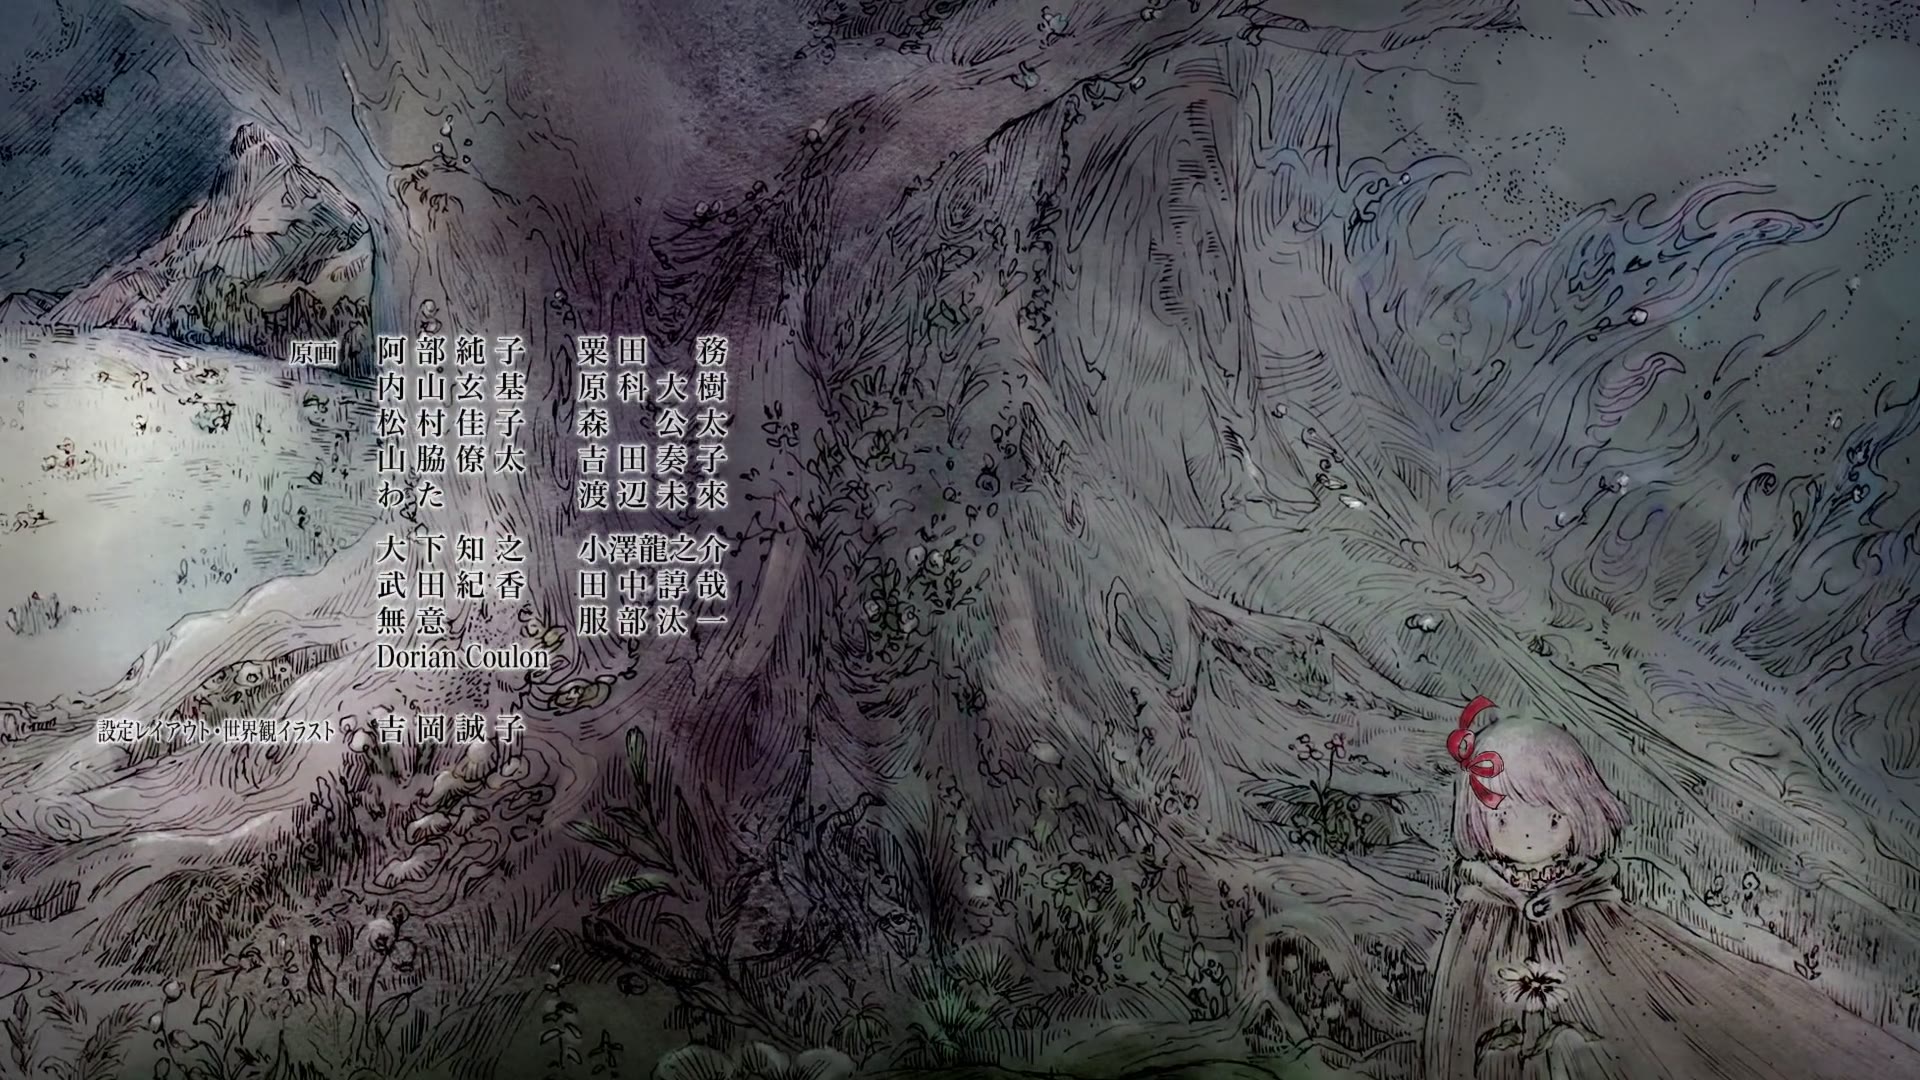 原画 阿部純子 粟田 務
内山玄基 原科大樹
松村佳子 森 公太
山脇僚太 吉田奏子
わた 渡辺未來
大下知之 小澤龍之介
武田紀香 田中諄哉
無意 服部汰一
Dorian Coulon
設定レイアウト・世界観イラスト 吉岡誠子